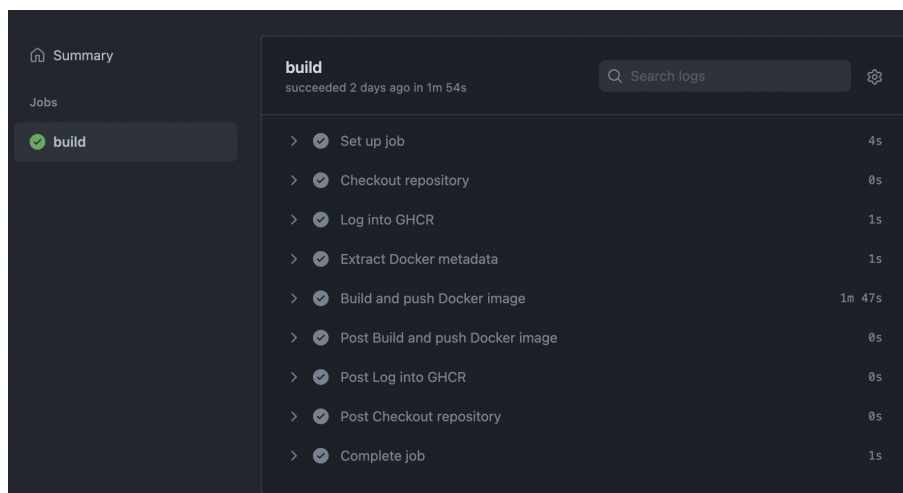 Summary
Jobs
build
build
succeeded 2 days ago in 1m 54s
Search logs
Set up job 4s
Checkout repository 0s
Log into GHCR 1s
Extract Docker metadata 1s
Build and push Docker image 1m 47s
Post Build and push Docker image 0s
Post Log into GHCR 0s
Post Checkout repository 0s
Complete job 1s